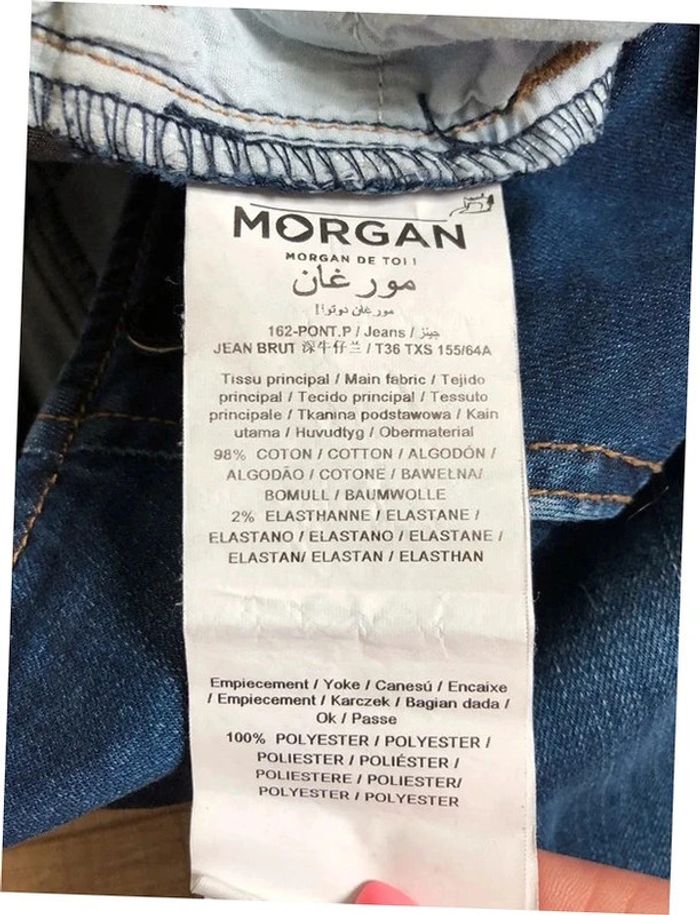 MORGAN
MORGAN DE TOI !
مورغان
مورغان دوتوا!
162-PONT.P / Jeans / جينز
JEAN BRUT 深牛仔兰 / T36 TXS 155/64A
Tissu principal / Main fabric / Tejido
principal / Tecido principal / Tessuto
principale / Tkanina podstawowa / Kain
utama / Huvudtyg / Obermaterial
98% COTON / COTTON / ALGODÓN /
ALGODÃO / COTONE / BAWEŁNA/
BOMULL / BAUMWOLLE
2% ELASTHANNE / ELASTANE /
ELASTANO / ELASTANO / ELASTANE /
ELASTAN/ ELASTAN / ELASTHAN
Empiecement / Yoke / Canesú / Encaixe
/ Empiecement / Karczek / Bagian dada /
Ok / Passe
100% POLYESTER / POLYESTER /
POLIESTER / POLIÉSTER /
POLIESTERE / POLIESTER/
POLYESTER / POLYESTER